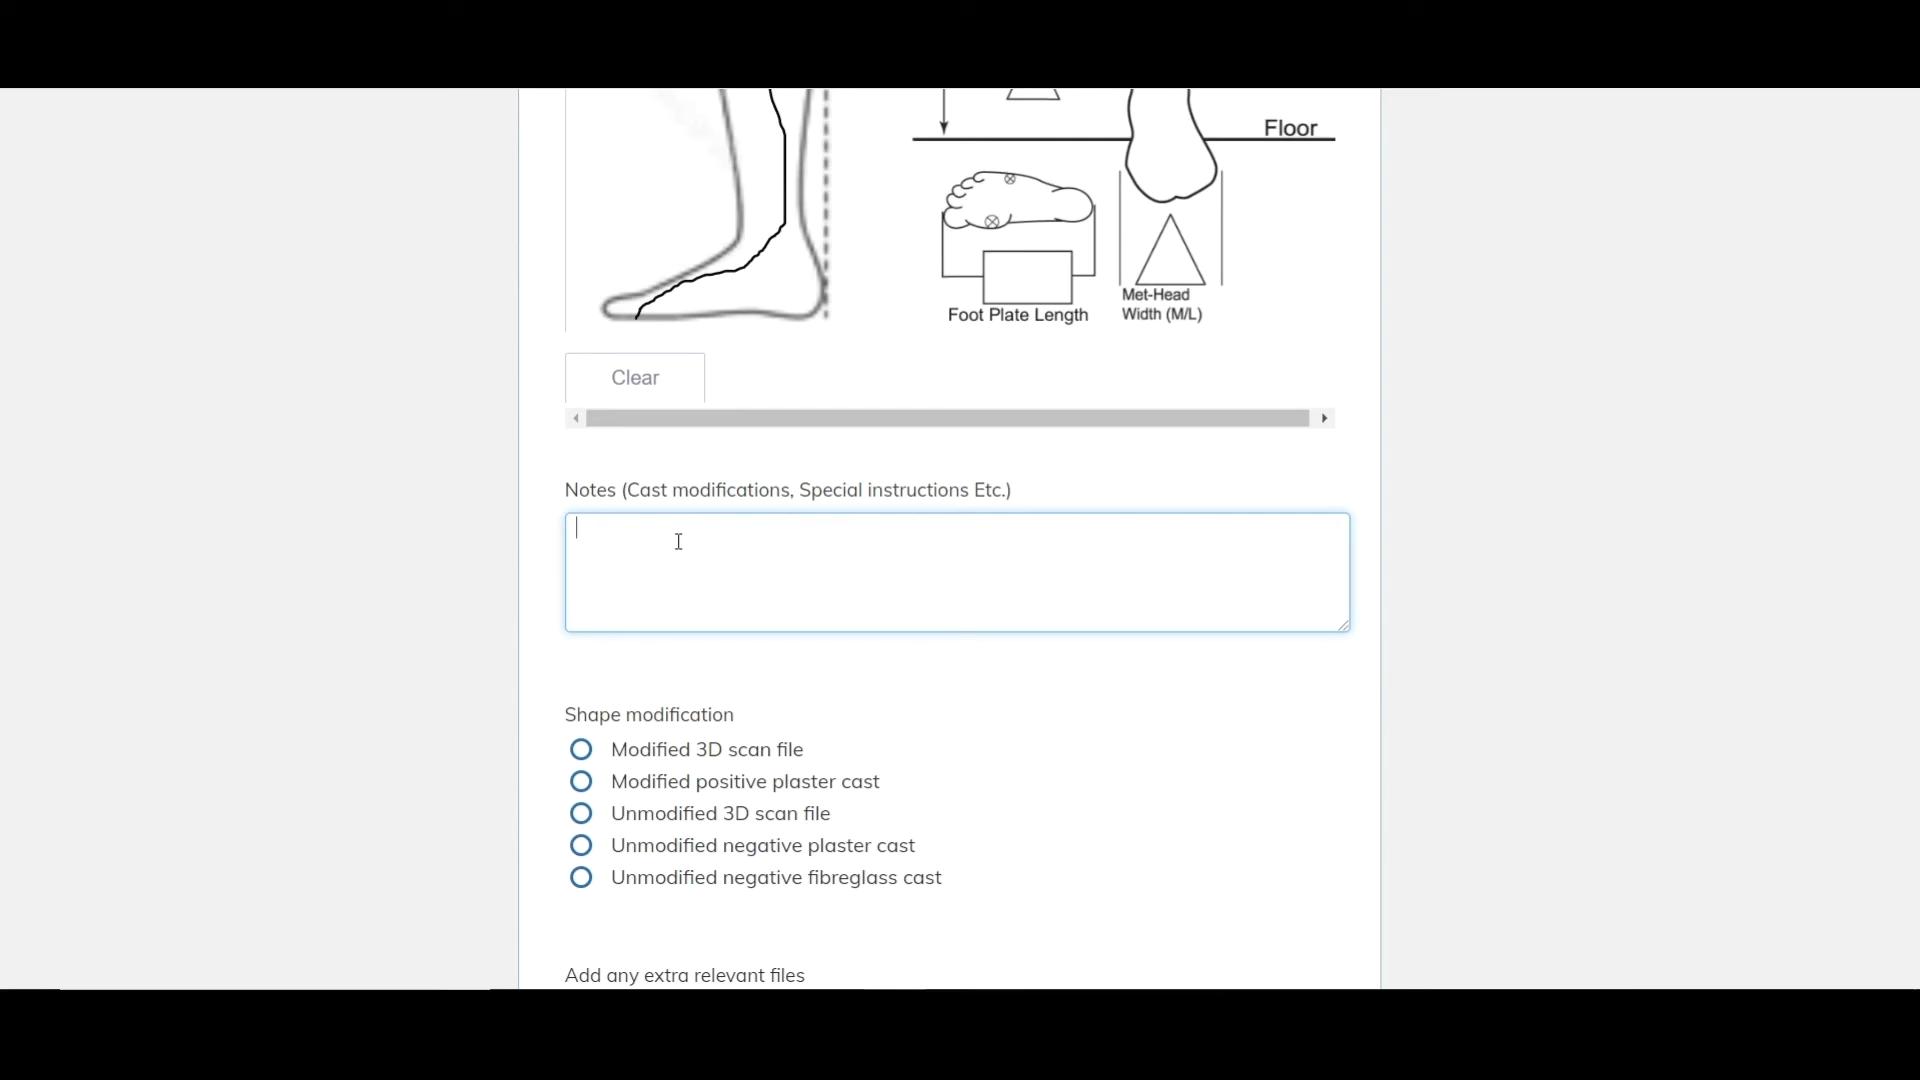 Floor
Foot Plate Length
Met-Head
Width (M/L)
Clear
Notes (Cast modifications, Special instructions Etc.)
Shape modification
Modified 3D scan file
Modified positive plaster cast
Unmodified 3D scan file
Unmodified negative plaster cast
Unmodified negative fibreglass cast
Add any extra relevant files